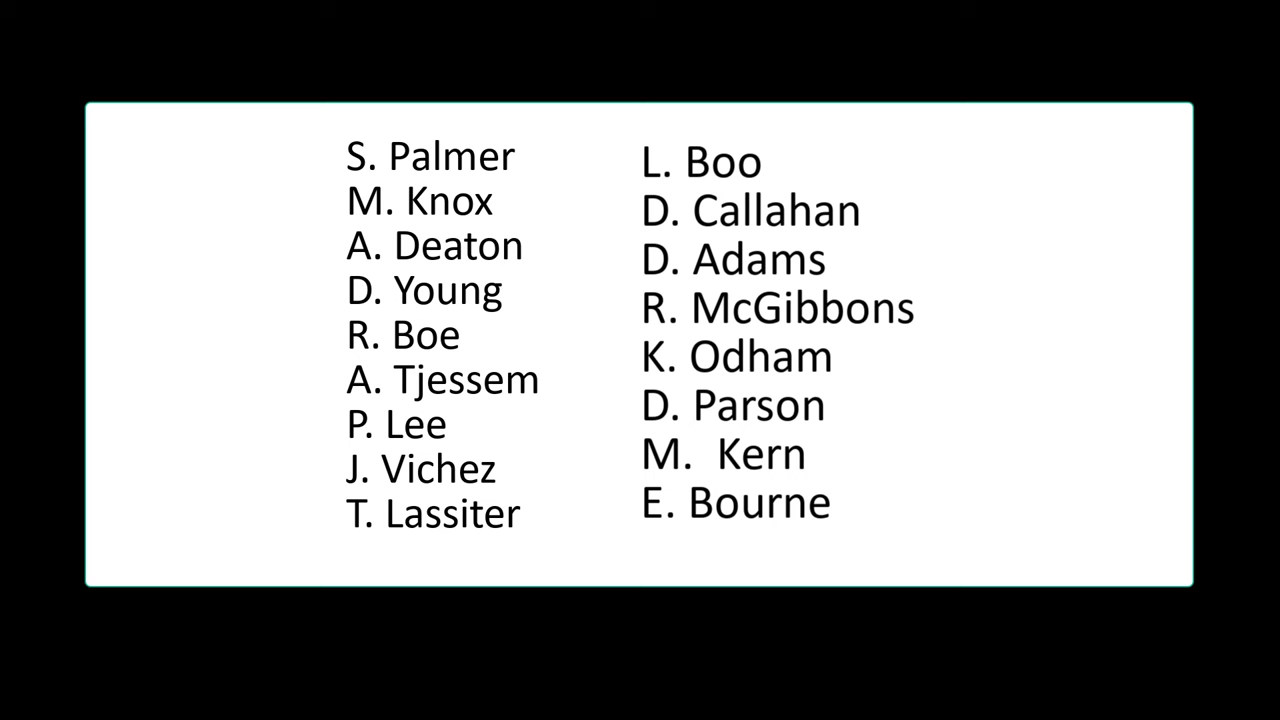 S. Palmer
M. Knox
A. Deaton
D. Young
R. Boe
A. Tjessem
P. Lee
J. Vichez
T. Lassiter
L. Boo
D. Callahan
D. Adams
R. McGibbons
K. Odham
D. Parson
M.  Kern
E. Bourne